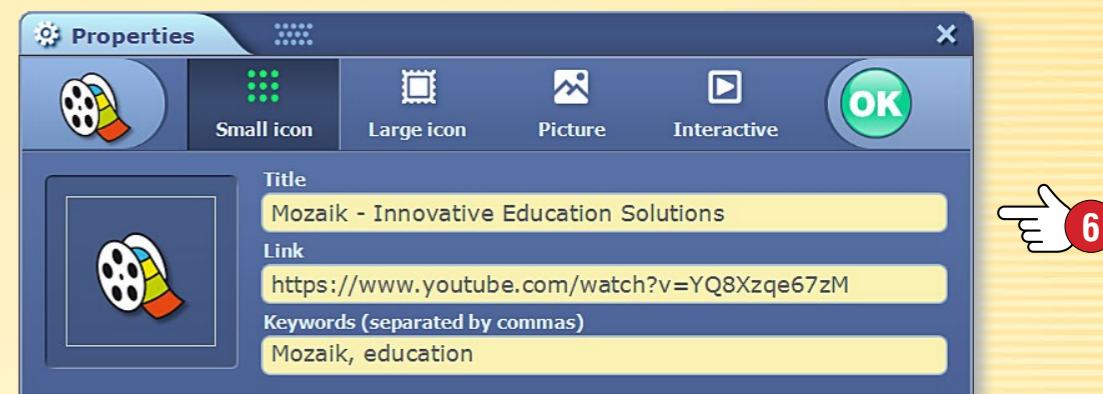 Properties
Small icon Large icon Picture Interactive OK
Title
Mozaik - Innovative Education Solutions
Link
https://www.youtube.com/watch?v=YQ8Xzqe67zM
Keywords (separated by commas)
Mozaik, education
6